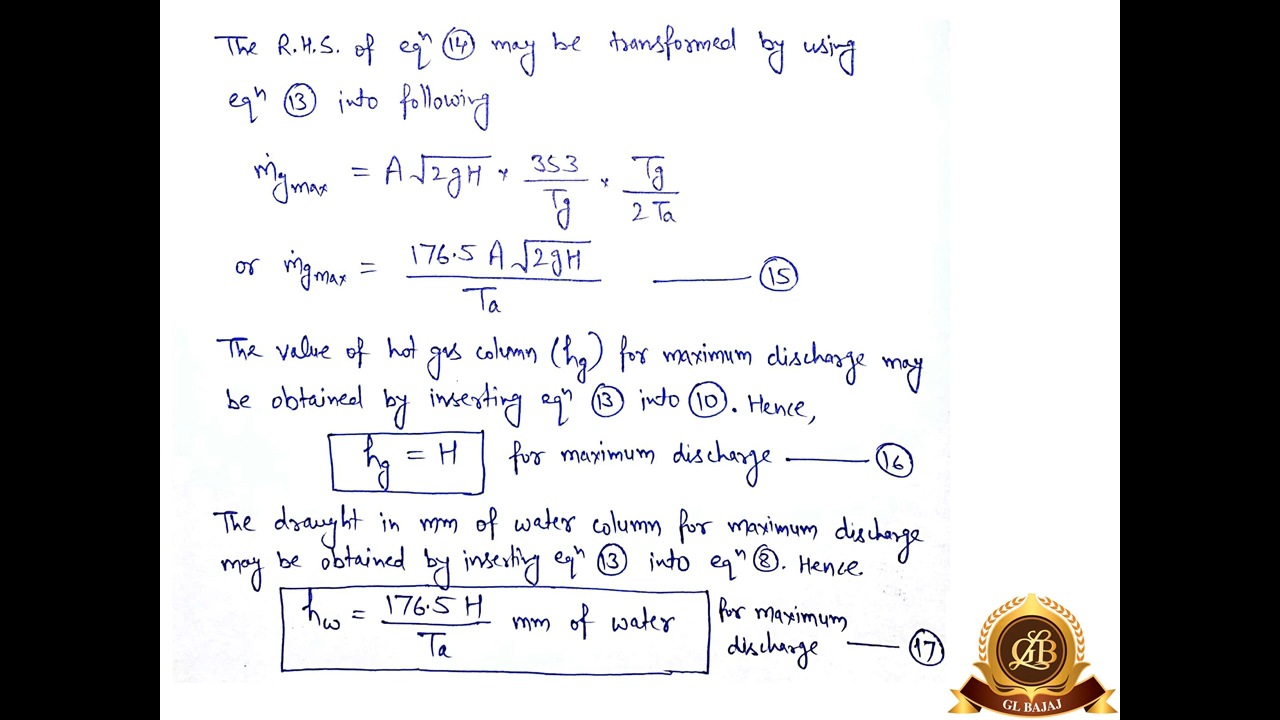 The R.H.S. of eqⁿ ⑭ may be transformed by using
eqⁿ ⑬ into following
ṁg max = A √2gH × 353/Tg × Tg/2Ta
or ṁg max = 176.5 A √2gH / Ta ⑮
The value of hot gas column (hg) for maximum discharge may
be obtained by inserting eqⁿ ⑬ into ⑩. Hence,
hg = H for maximum discharge ⑯
The draught in mm of water column for maximum discharge
may be obtained by inserting eqⁿ ⑬ into eqⁿ ⑧. Hence.
hw = 176.5 H / Ta mm of water for maximum discharge ⑰
GLB
GL BAJAJ